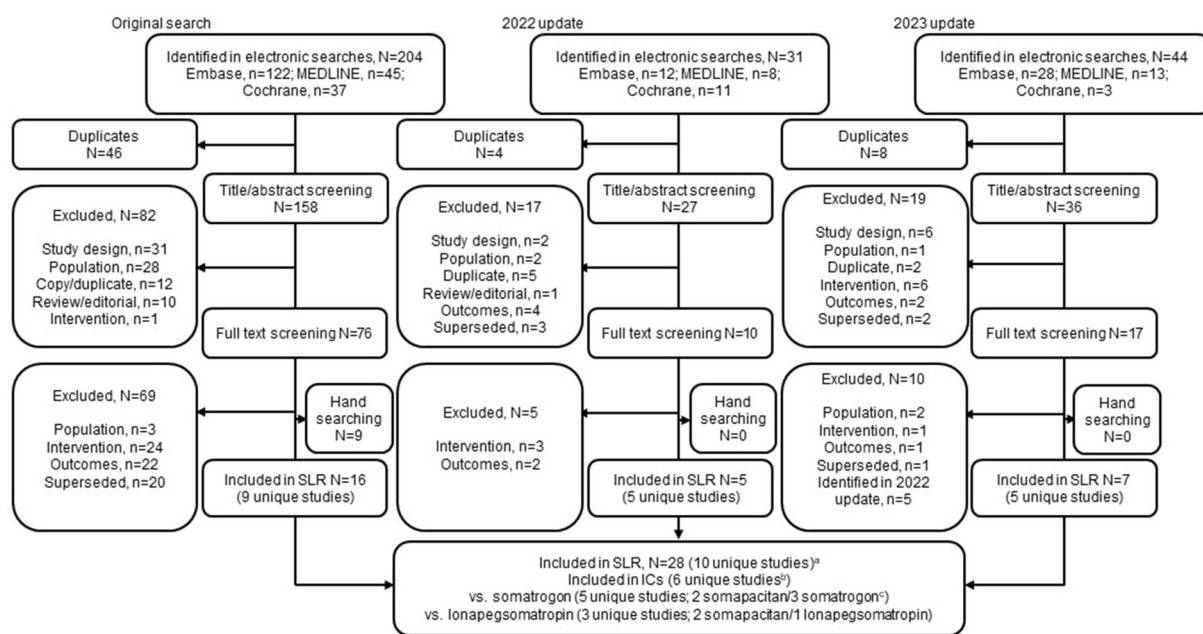 Original search
Identified in electronic searches, N=204
Embase, n=122; MEDLINE, n=45;
Cochrane, n=37
Duplicates
N=46
Title/abstract screening
N=158
Excluded, N=82
Study design, n=31
Population, n=28
Copy/duplicate, n=12
Review/editorial, n=10
Intervention, n=1
Full text screening N=76
Excluded, N=69
Population, n=3
Intervention, n=24
Outcomes, n=22
Superseded, n=20
Hand
searching
N=9
Included in SLR N=16
(9 unique studies)
2022 update
Identified in electronic searches, N=31
Embase, n=12; MEDLINE, n=8;
Cochrane, n=11
Duplicates
N=4
Title/abstract screening
N=27
Excluded, N=17
Study design, n=2
Population, n=2
Duplicate, n=5
Review/editorial, n=1
Outcomes, n=4
Superseded, n=3
Full text screening N=10
Excluded, N=5
Intervention, n=3
Outcomes, n=2
Hand
searching
N=0
Included in SLR N=5
(5 unique studies)
2023 update
Identified in electronic searches, N=44
Embase, n=28; MEDLINE, n=13;
Cochrane, n=3
Duplicates
N=8
Title/abstract screening
N=36
Excluded, N=19
Study design, n=6
Population, n=1
Duplicate, n=2
Intervention, n=6
Outcomes, n=2
Superseded, n=2
Full text screening N=17
Excluded, N=10
Population, n=2
Intervention, n=1
Outcomes, n=1
Superseded, n=1
Identified in 2022
update, n=5
Hand
searching
N=0
Included in SLR N=7
(5 unique studies)
Included in SLR, N=28 (10 unique studies)ᵃ
Included in ICs (6 unique studiesᵇ)
vs. somatrogon (5 unique studies; 2 somapacitan/3 somatrogonᶜ)
vs. lonapegsomatropin (3 unique studies; 2 somapacitan/1 lonapegsomatropin)